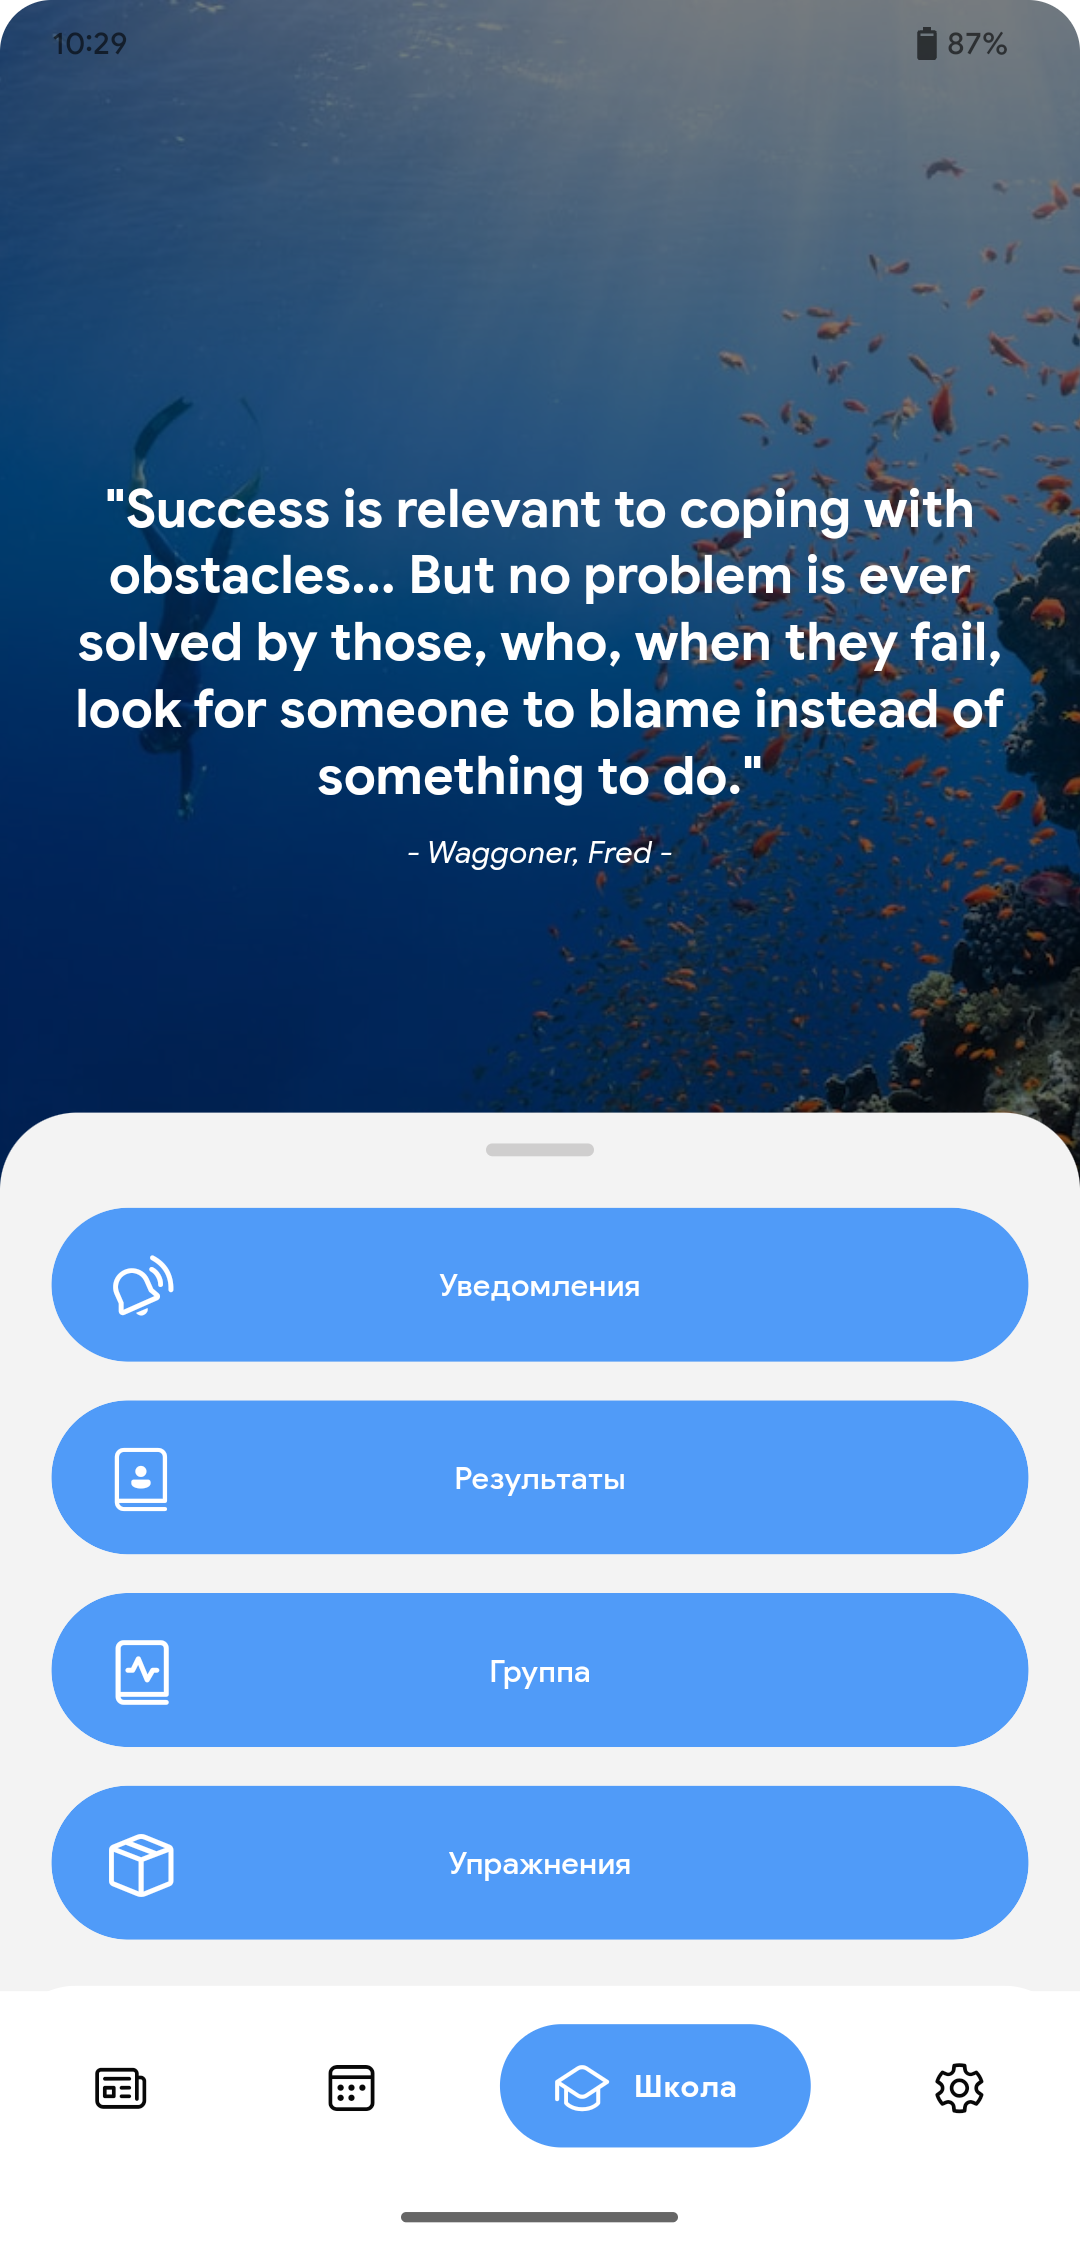 10:29
87%
"Success is relevant to coping with
obstacles... But no problem is ever
solved by those, who, when they fail,
look for someone to blame instead of
something to do."
- Waggoner, Fred -
Уведомления
Результаты
Группа
Упражнения
Школа